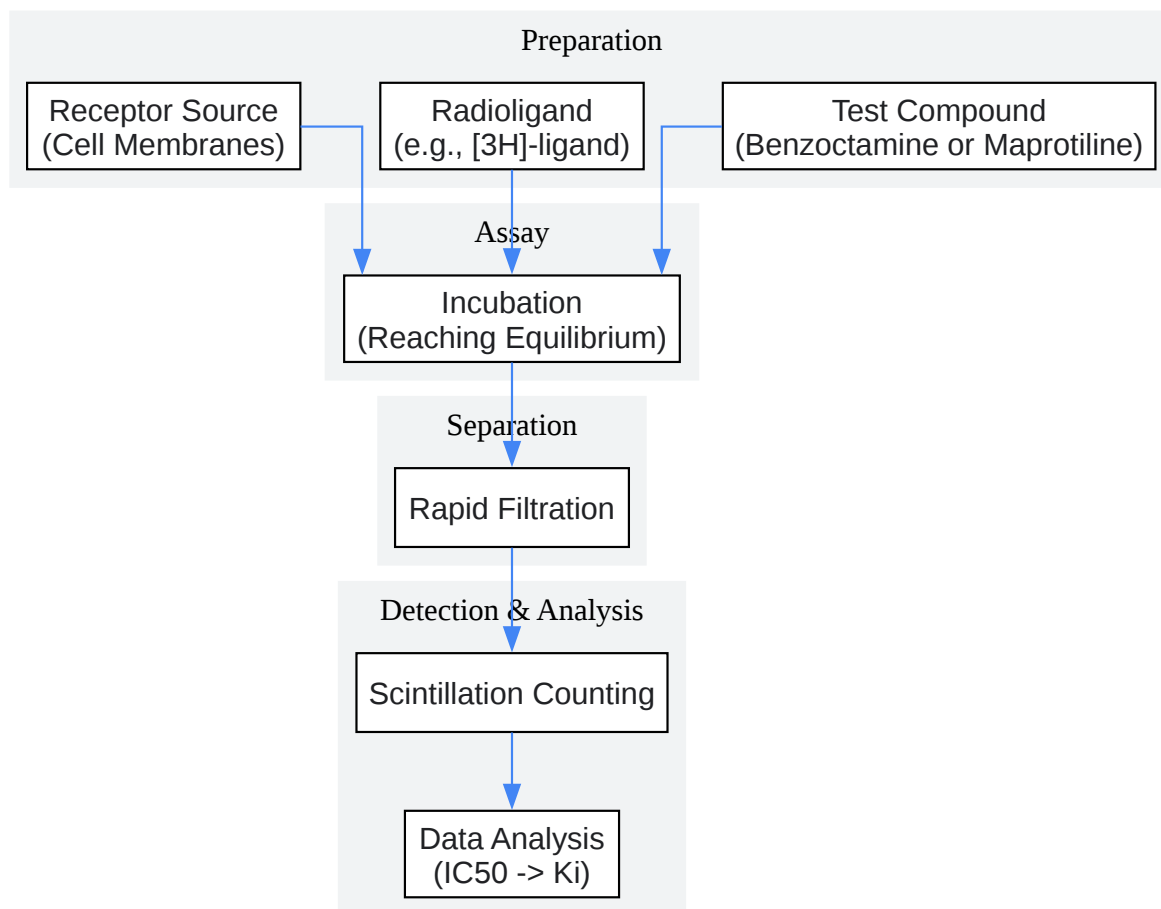 Preparation
Receptor Source
(Cell Membranes)
Radioligand
(e.g., [3H]-ligand)
Test Compound
(Benzoctamine or Maprotiline)
Assay
Incubation
(Reaching Equilibrium)
Separation
Rapid Filtration
Detection & Analysis
Scintillation Counting
Data Analysis
(IC50 -> Ki)